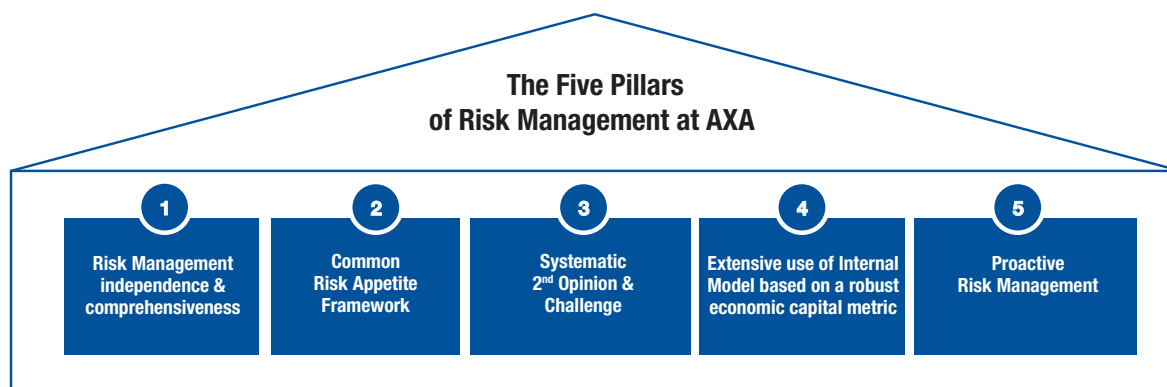 The Five Pillars
of Risk Management at AXA
1
Risk Management
independence &
comprehensiveness
2
Common
Risk Appetite
Framework
3
Systematic
2nd Opinion &
Challenge
4
Extensive use of Internal
Model based on a robust
economic capital metric
5
Proactive
Risk Management